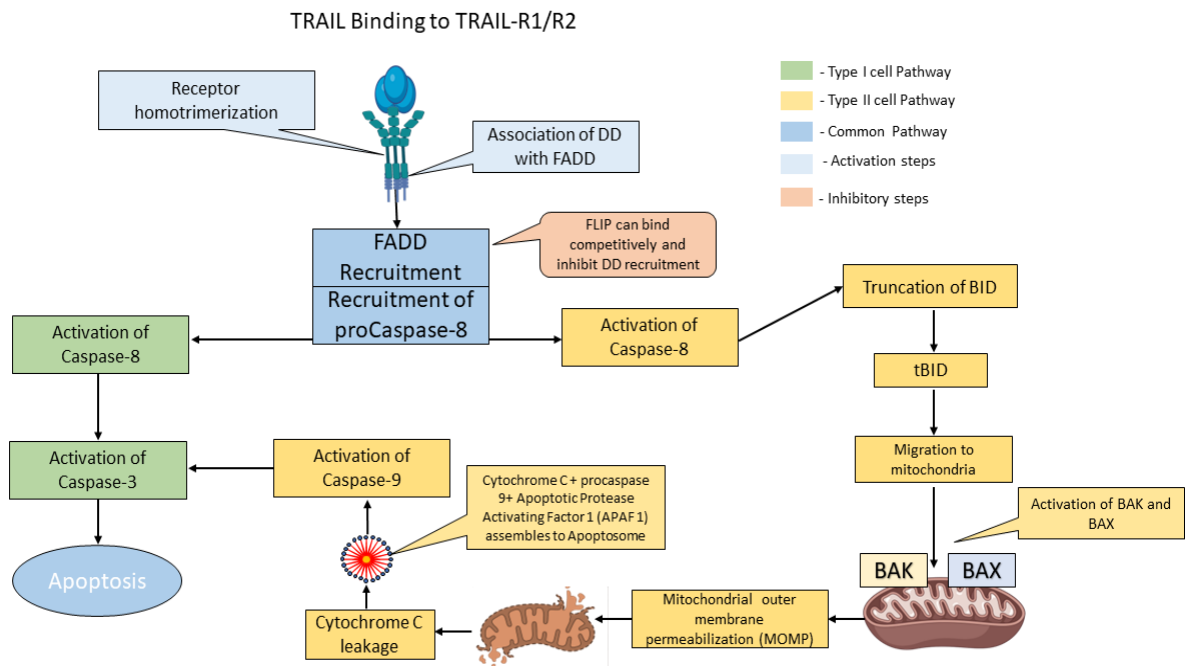 TRAIL Binding to TRAIL-R1/R2
Receptor
homotrimerization
Association of DD
with FADD
- Type I cell Pathway
- Type II cell Pathway
- Common Pathway
- Activation steps
- Inhibitory steps
FADD
Recruitment
Recruitment of
proCaspase-8
FLIP can bind
competitively and
inhibit DD recruitment
Activation of
Caspase-8
Activation of
Caspase-8
Truncation of BID
tBID
Migration to
mitochondria
Activation of BAK and
BAX
BAK
BAX
Mitochondrial outer
membrane
permeabilization (MOMP)
Cytochrome C
leakage
Cytochrome C + procaspase
9+ Apoptotic Protease
Activating Factor 1 (APAF 1)
assembles to Apoptosome
Activation of
Caspase-9
Activation of
Caspase-3
Apoptosis